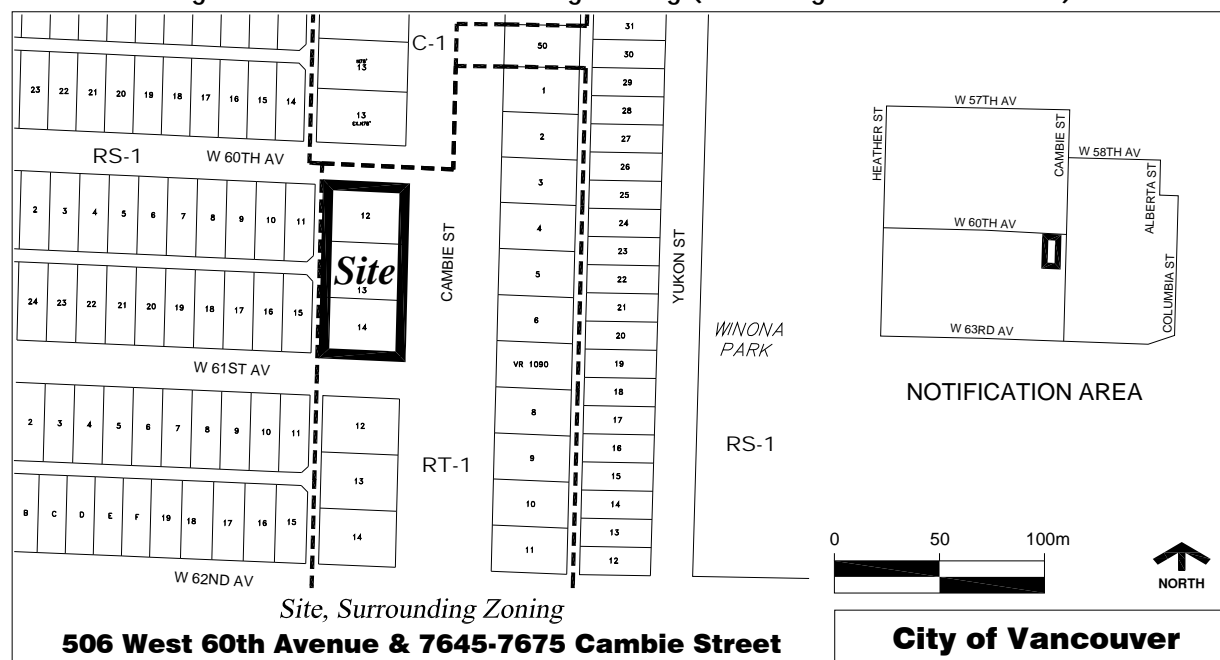 C-1
50
31
30
29
28
27
26
25
24
23
22
21
20
19
18
17
16
15
14
13
12
13
13
23 22 21 20 19 18 17 16 15 14
RS-1
W 60TH AV
2 3 4 5 6 7 8 9 10 11
24 23 22 21 20 19 18 17 16 15
W 61ST AV
2 3 4 5 6 7 8 9 10 11
B C D E F 19 18 17 16 15
W 62ND AV
12
Site
13
14
12
13
14
CAMBIE ST
RT-1
1
2
3
4
5
6
VR 1090
8
9
10
11
YUKON ST
WINONA
PARK
RS-1
W 57TH AV
HEATHER ST
CAMBIE ST
W 58TH AV
ALBERTA ST
W 60TH AV
COLUMBIA ST
W 63RD AV
NOTIFICATION AREA
0 50 100m
NORTH
Site, Surrounding Zoning
506 West 60th Avenue & 7645-7675 Cambie Street
City of Vancouver